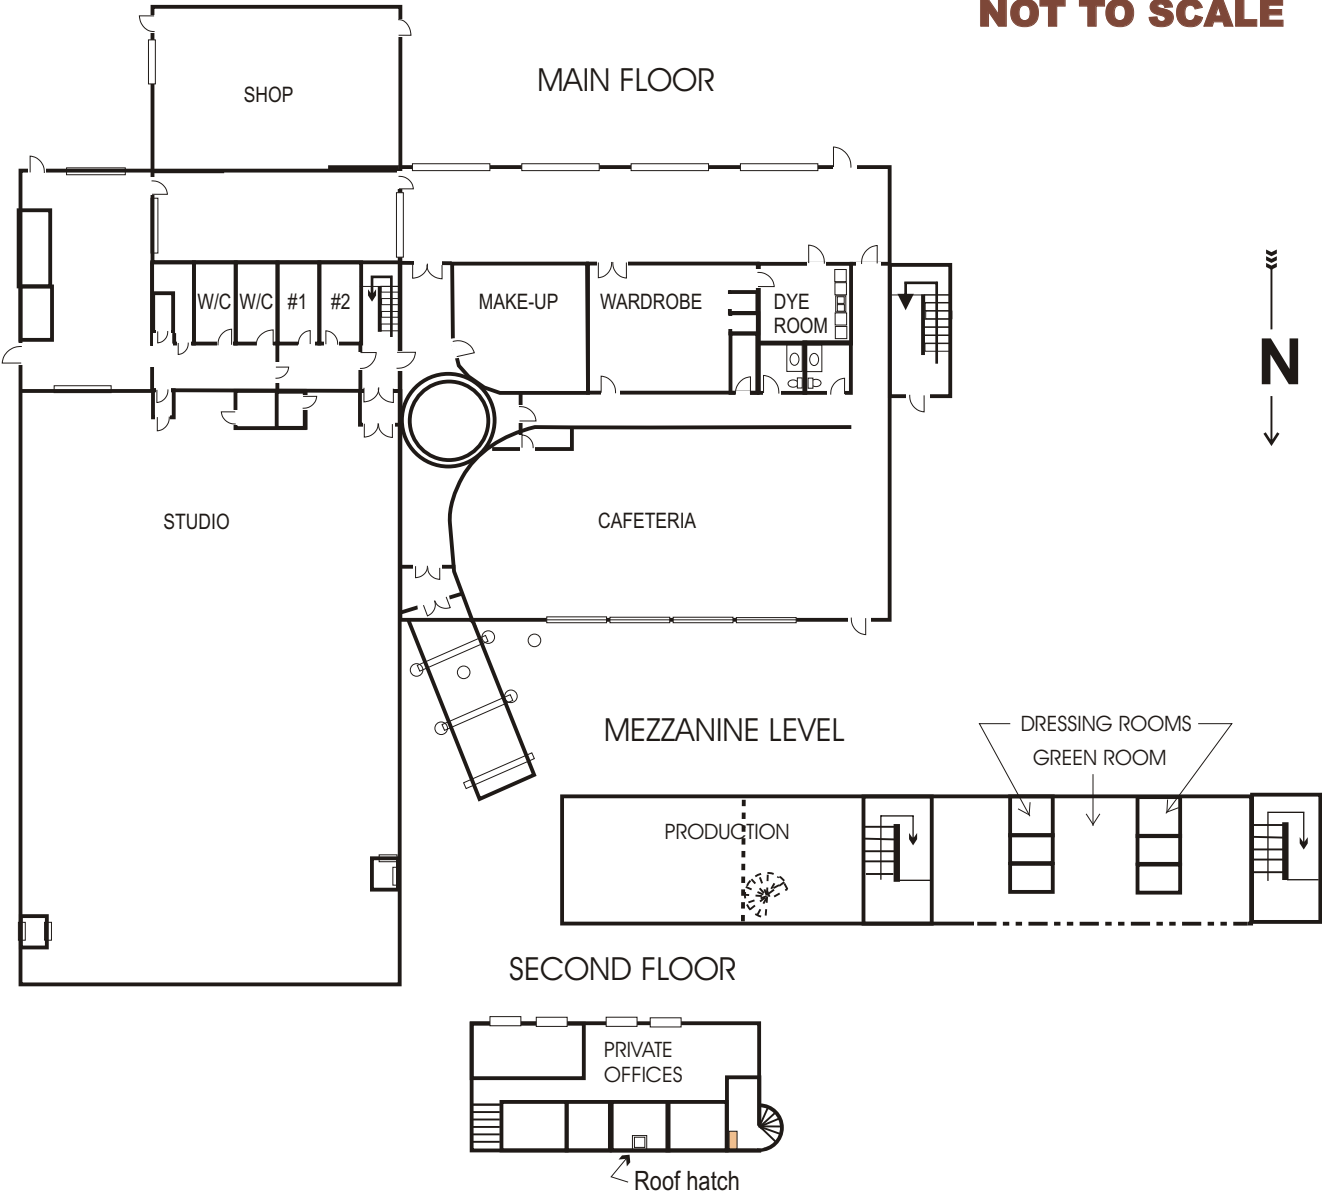 NOT TO SCALE
MAIN FLOOR
SHOP
W/C
W/C
#1
#2
MAKE-UP
WARDROBE
DYE
ROOM
N
STUDIO
CAFETERIA
MEZZANINE LEVEL
DRESSING ROOMS
GREEN ROOM
PRODUCTION
SECOND FLOOR
PRIVATE
OFFICES
Roof hatch